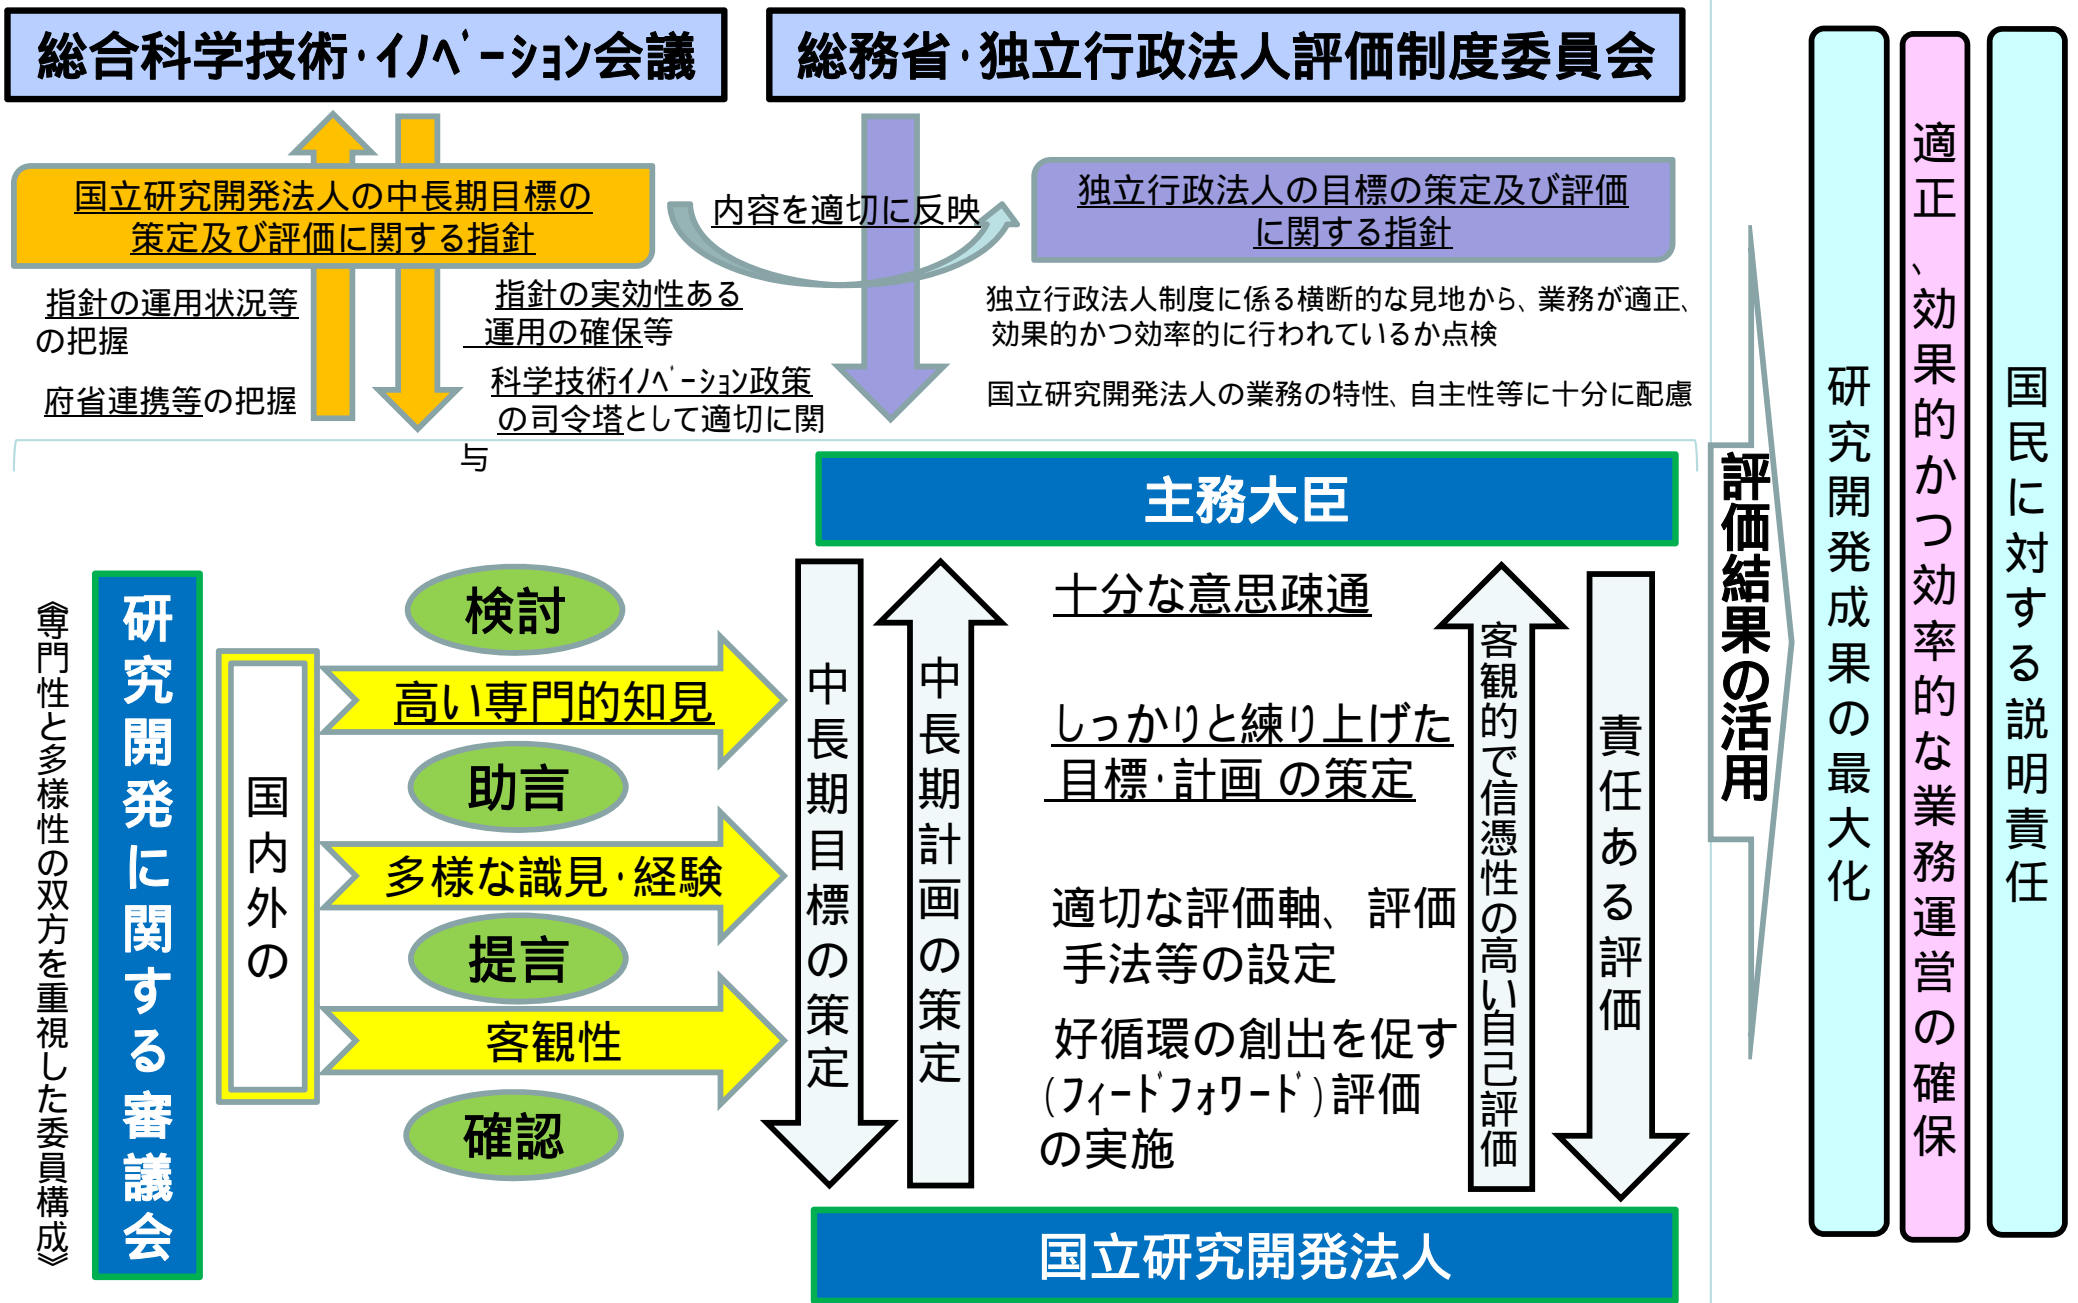 総合科学技術・ｲﾉﾍﾞｰｼｮﾝ会議
総務省・独立行政法人評価制度委員会
国立研究開発法人の中長期目標の
策定及び評価に関する指針
内容を適切に反映
独立行政法人の目標の策定及び評価
に関する指針
指針の運用状況等
の把握
府省連携等の把握
指針の実効性ある
運用の確保等
科学技術ｲﾉﾍﾞｰｼｮﾝ政策
の司令塔として適切に関
与
独立行政法人制度に係る横断的な見地から、業務が適正、
効果的かつ効率的に行われているか点検
国立研究開発法人の業務の特性、自主性等に十分に配慮
主務大臣
《専門性と多様性の双方を重視した委員構成》
研究開発に関する審議会
国内外の
検討
高い専門的知見
助言
多様な識見・経験
提言
客観性
確認
中長期目標の策定
中長期計画の策定
十分な意思疎通
しっかりと練り上げた
目標・計画 の策定
適切な評価軸、評価
手法等の設定
好循環の創出を促す
(ﾌｨｰﾄﾞﾌｫﾜｰﾄﾞ)評価
の実施
客観的で信憑性の高い自己評価
責任ある評価
国立研究開発法人
評価結果の活用
研究開発成果の最大化
適正、効果的かつ効率的な業務運営の確保
国民に対する説明責任